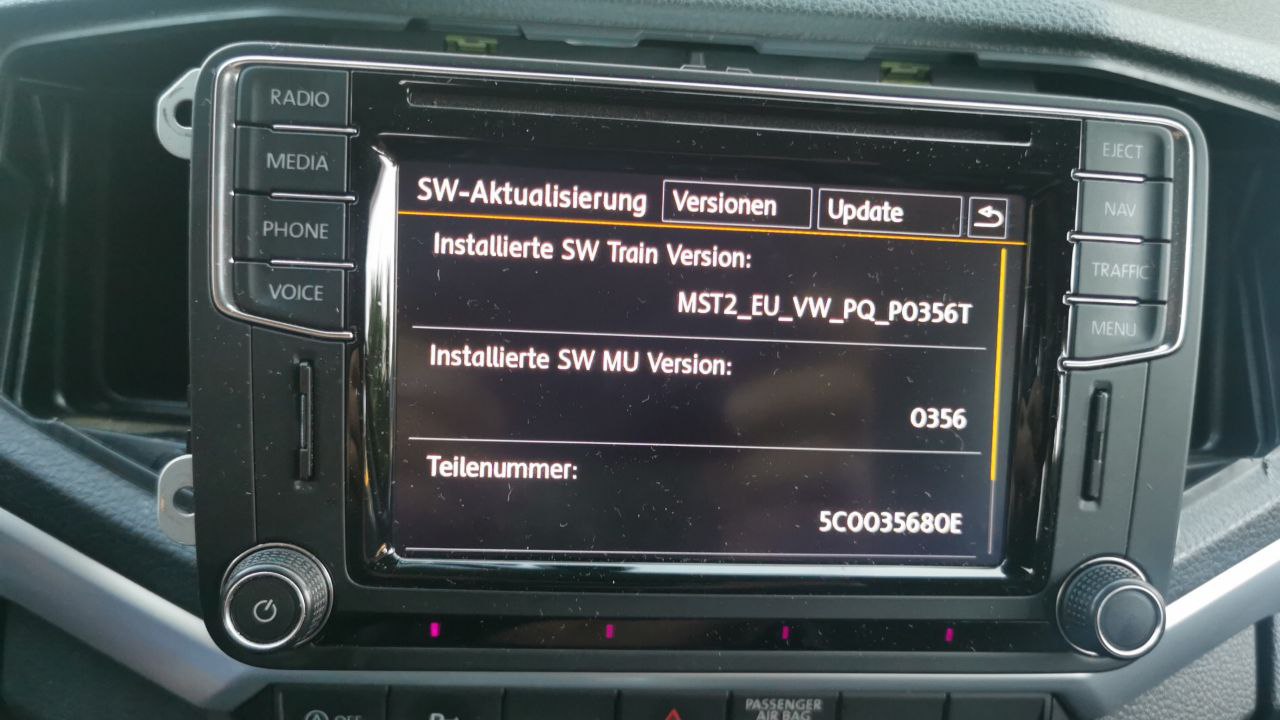 RADIO
MEDIA
PHONE
VOICE
EJECT
NAV
TRAFFIC
MENU
SW-Aktualisierung Versionen Update
Installierte SW Train Version:
MST2_EU_VW_PQ_P0356T
Installierte SW MU Version:
0356
Teilenummer:
5C0035680E
OFF
PASSENGER
AIR BAG